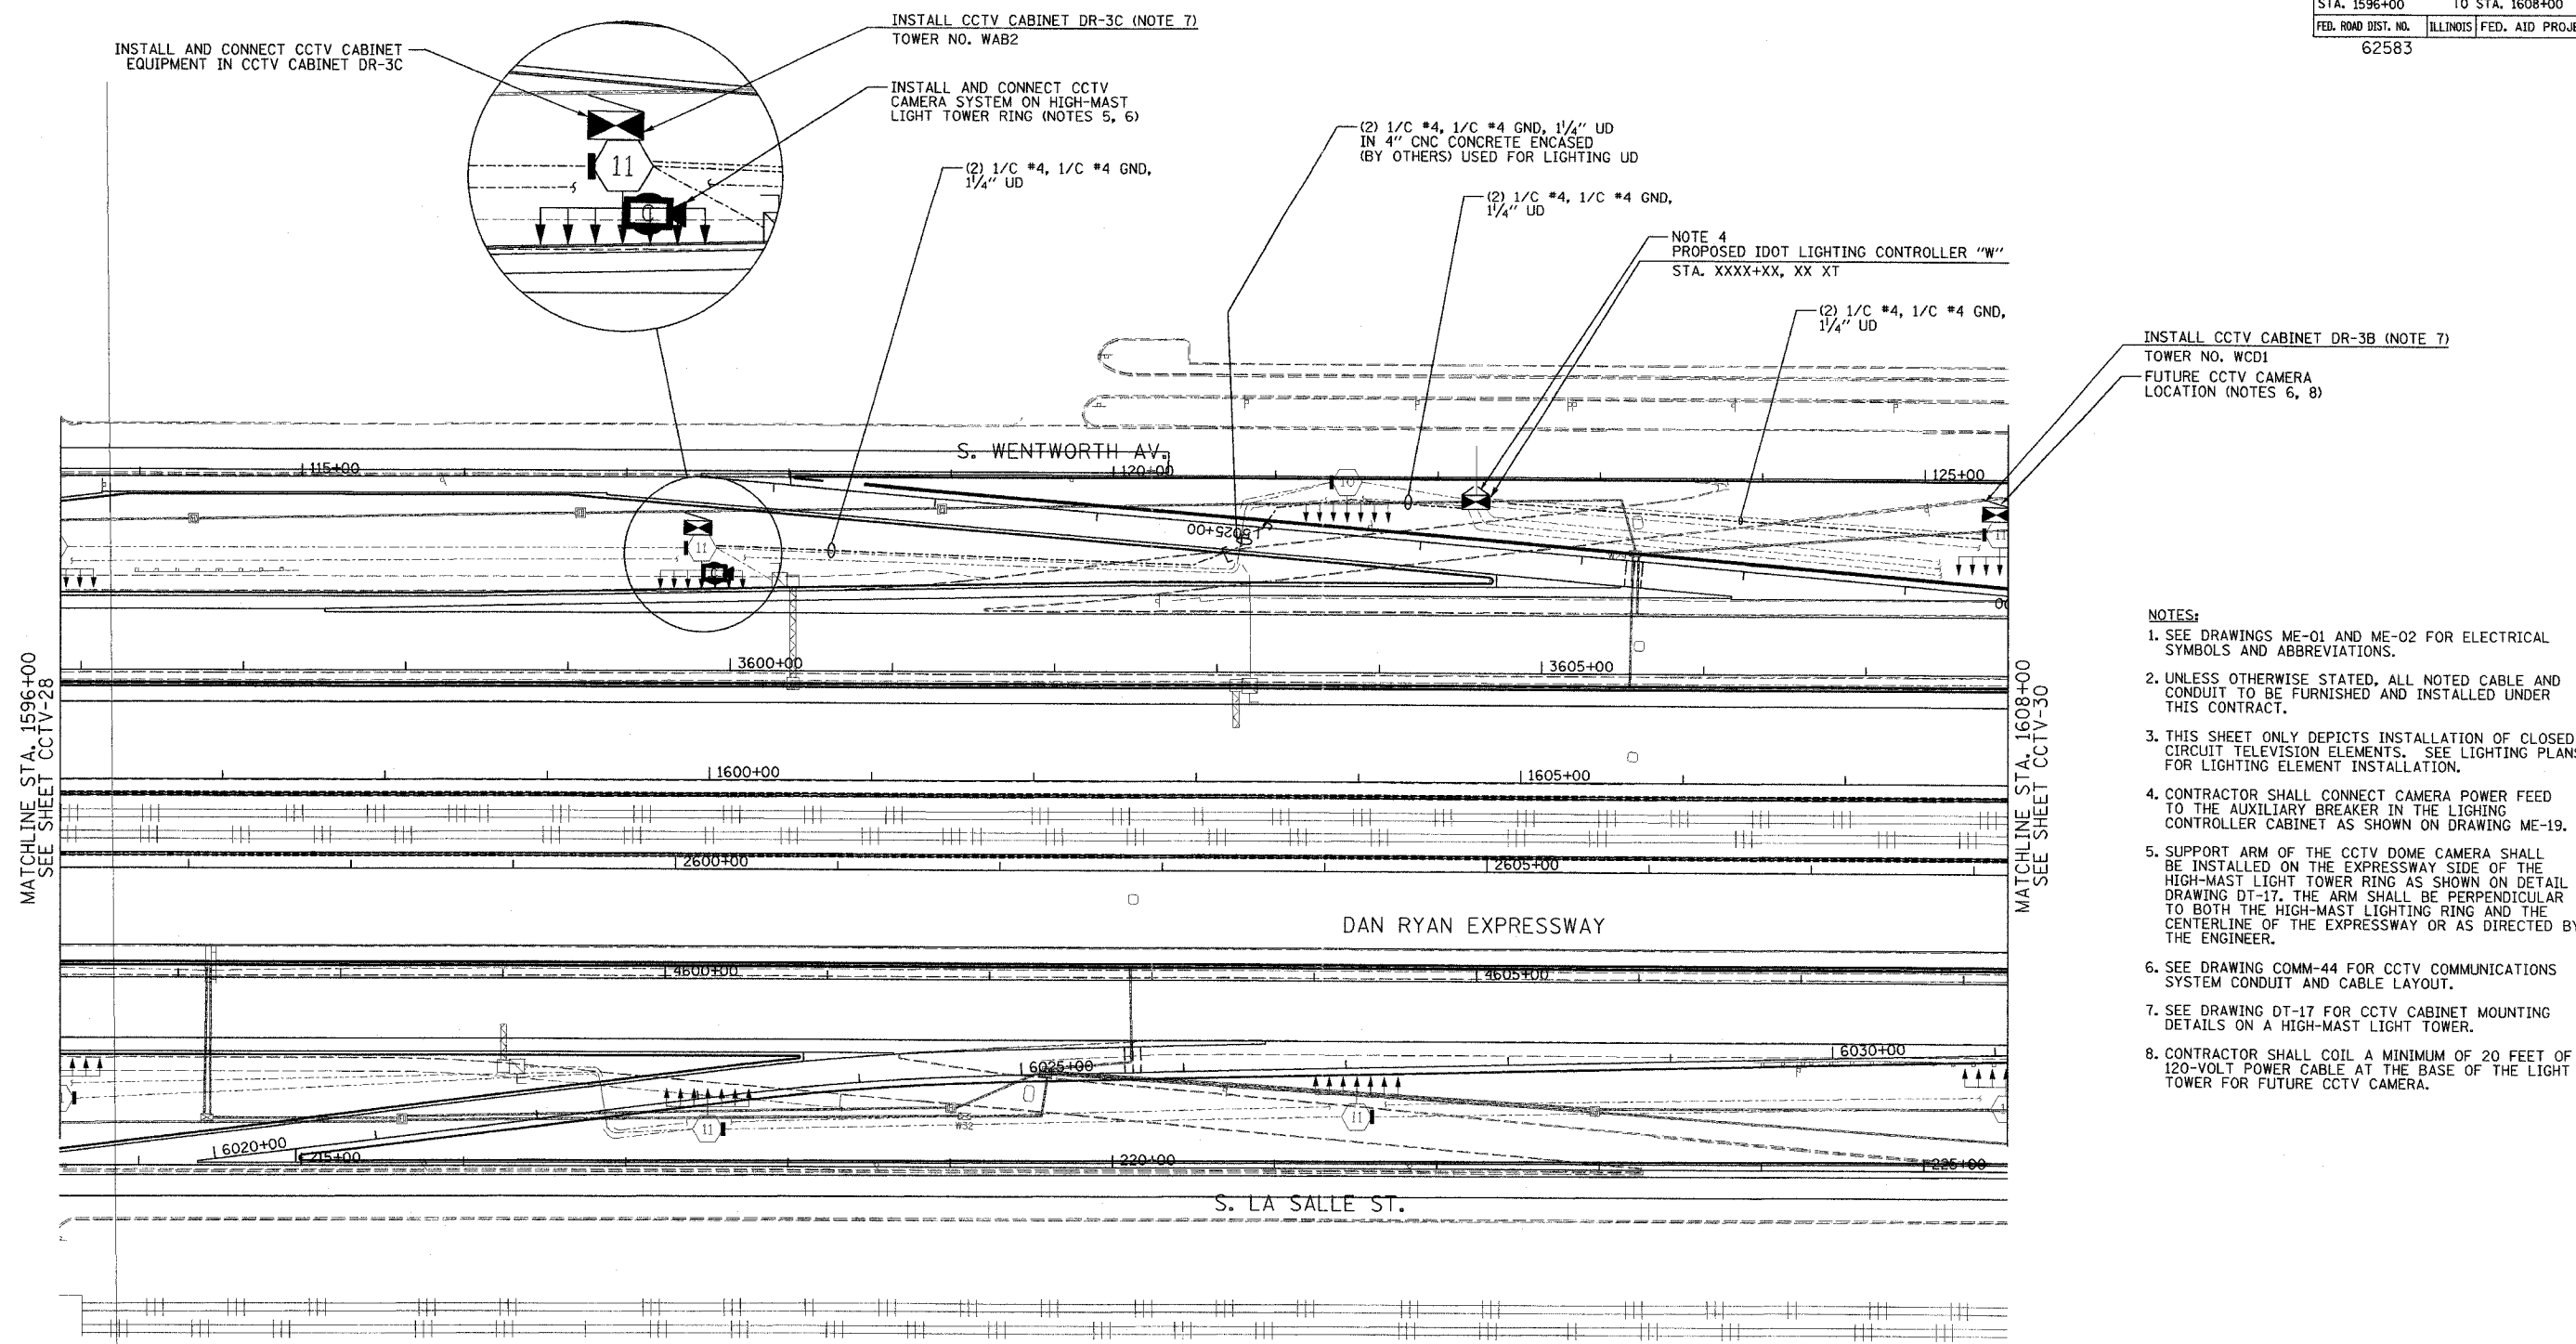 STA. 1596+00 TO STA. 1608+00
FED. ROAD DIST. NO. ILLINOIS FED. AID
62583
INSTALL AND CONNECT CCTV CABINET
EQUIPMENT IN CCTV CABINET DR-3C
INSTALL CCTV CABINET DR-3C (NOTE 7)
TOWER NO. WAB2
INSTALL AND CONNECT CCTV
CAMERA SYSTEM ON HIGH-MAST
LIGHT TOWER RING (NOTES 5, 6)
11
C
(2) 1/C #4, 1/C #4 GND,
1 1/4" UD
(2) 1/C #4, 1/C #4 GND, 1 1/4" UD
IN 4" CNC CONCRETE ENCASED
(BY OTHERS) USED FOR LIGHTING UD
(2) 1/C #4, 1/C #4 GND,
1 1/4" UD
NOTE 4
PROPOSED IDOT LIGHTING CONTROLLER "W"
STA. XXXX+XX, XX XT
(2) 1/C #4, 1/C #4 GND,
1 1/4" UD
INSTALL CCTV CABINET DR-3B (NOTE 7)
TOWER NO. WCD1
FUTURE CCTV CAMERA
LOCATION (NOTES 6, 8)
S. WENTWORTH AV.
115+00
120+00
125+00
10
11
11
6025+00
3600+00
3605+00
MATCHLINE STA. 1596+00
SEE SHEET CCTV-28
MATCHLINE STA. 1608+00
SEE SHEET CCTV-30
1600+00
1605+00
2600+00
2605+00
DAN RYAN EXPRESSWAY
4600+00
4605+00
6025+00
6030+00
11
W32
11
6020+00
215+00
220+00
225+00
S. LA SALLE ST.
NOTES:
1. SEE DRAWINGS ME-01 AND ME-02 FOR ELECTRICAL
SYMBOLS AND ABBREVIATIONS.
2. UNLESS OTHERWISE STATED, ALL NOTED CABLE AND
CONDUIT TO BE FURNISHED AND INSTALLED UNDER
THIS CONTRACT.
3. THIS SHEET ONLY DEPICTS INSTALLATION OF CLOSED
CIRCUIT TELEVISION ELEMENTS. SEE LIGHTING PLANS
FOR LIGHTING ELEMENT INSTALLATION.
4. CONTRACTOR SHALL CONNECT CAMERA POWER FEED
TO THE AUXILIARY BREAKER IN THE LIGHING
CONTROLLER CABINET AS SHOWN ON DRAWING ME-19.
5. SUPPORT ARM OF THE CCTV DOME CAMERA SHALL
BE INSTALLED ON THE EXPRESSWAY SIDE OF THE
HIGH-MAST LIGHT TOWER RING AS SHOWN ON DETAIL
DRAWING DT-17. THE ARM SHALL BE PERPENDICULAR
TO BOTH THE HIGH-MAST LIGHTING RING AND THE
CENTERLINE OF THE EXPRESSWAY OR AS DIRECTED BY
THE ENGINEER.
6. SEE DRAWING COMM-44 FOR CCTV COMMUNICATIONS
SYSTEM CONDUIT AND CABLE LAYOUT.
7. SEE DRAWING DT-17 FOR CCTV CABINET MOUNTING
DETAILS ON A HIGH-MAST LIGHT TOWER.
8. CONTRACTOR SHALL COIL A MINIMUM OF 20 FEET OF
120-VOLT POWER CABLE AT THE BASE OF THE LIGHT
TOWER FOR FUTURE CCTV CAMERA.